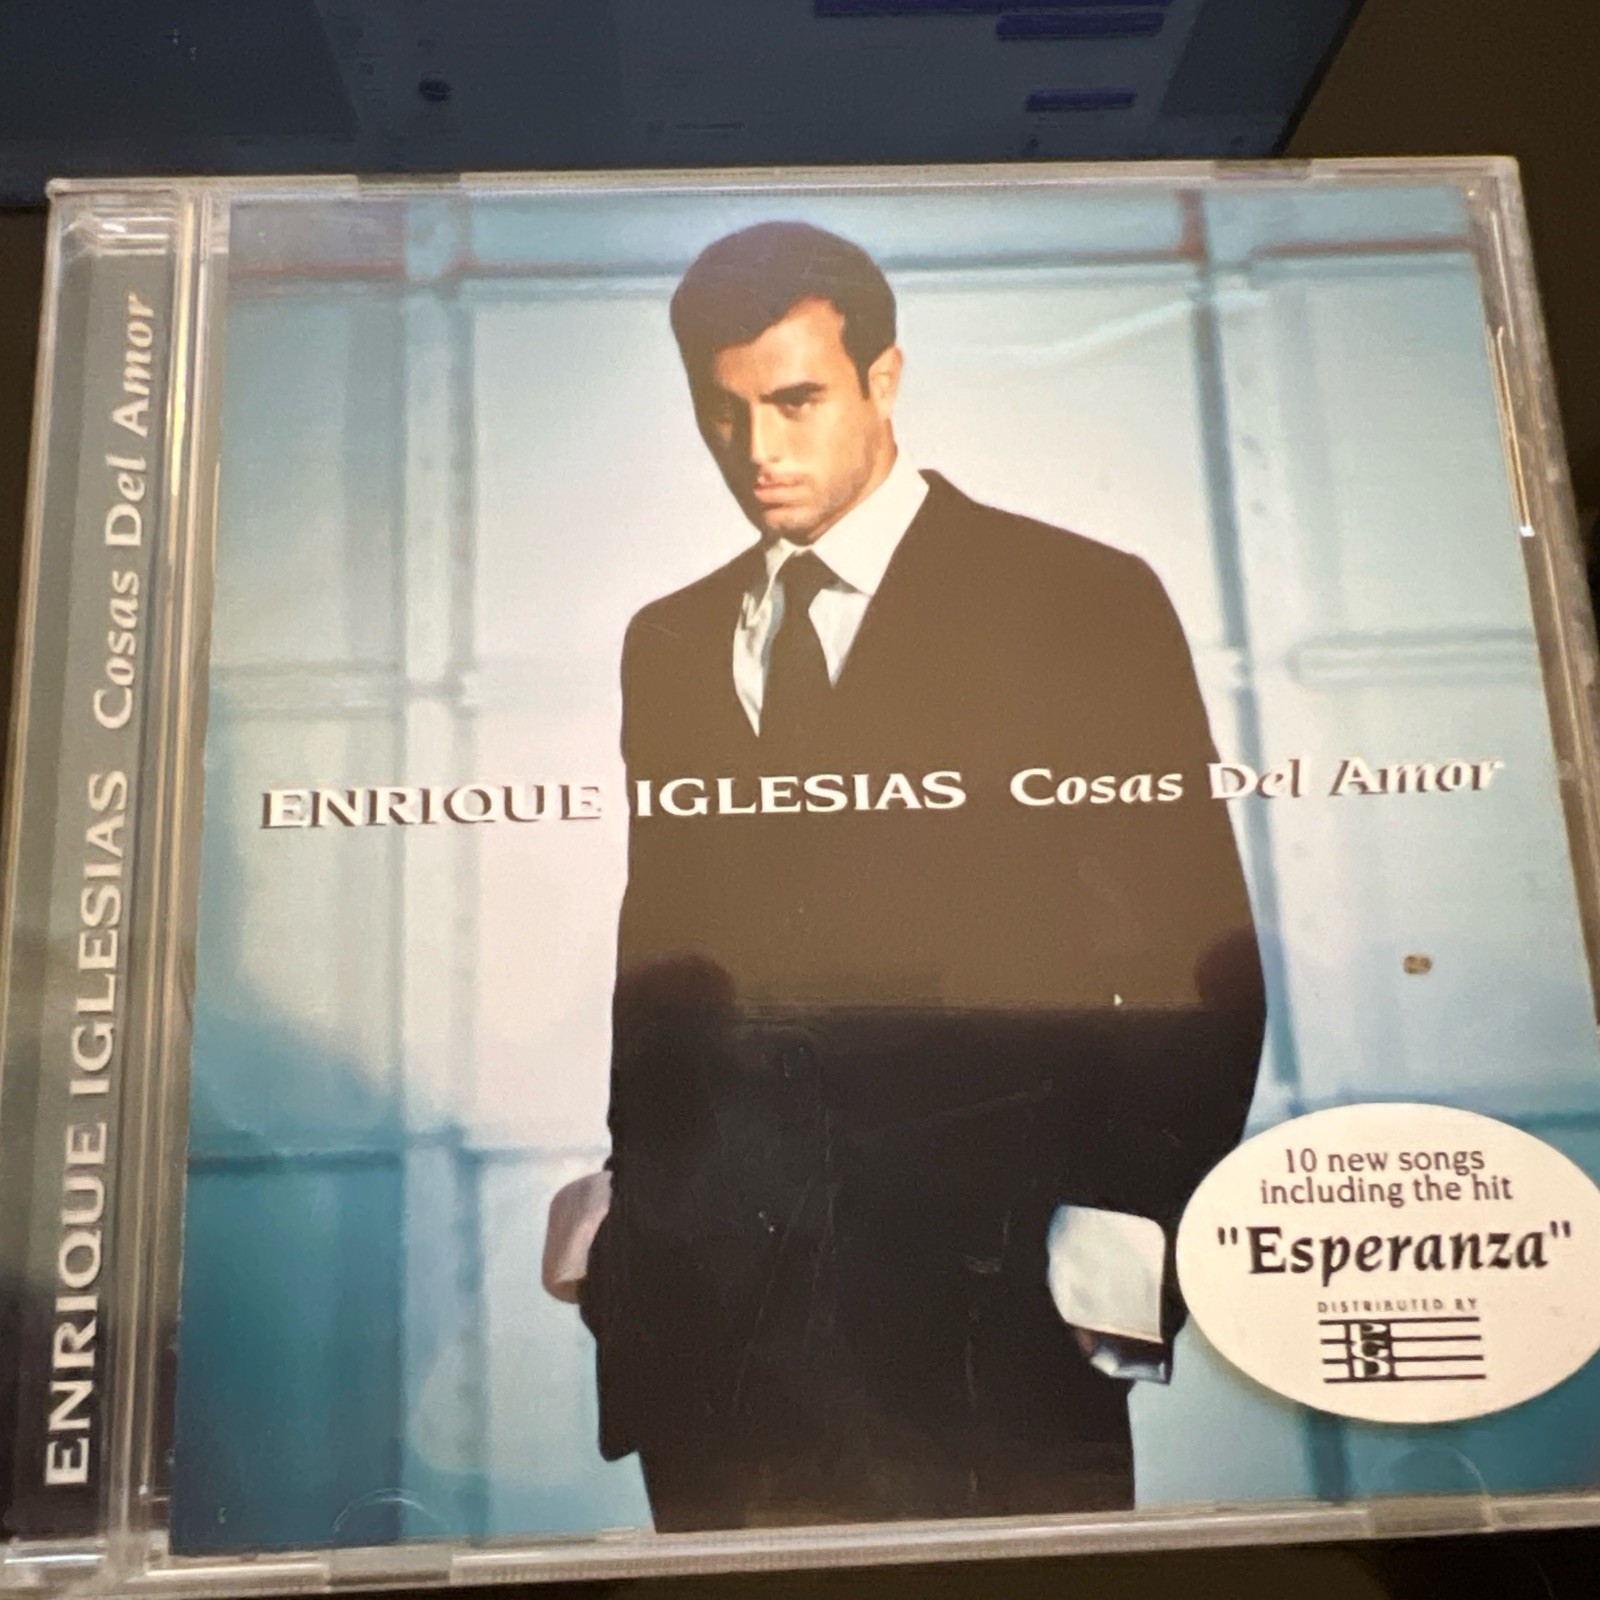 ENRIQUE IGLESIAS Cosas Del Amor
ENRIQUE IGLESIAS Cosas Del Amor
10 new songs
including the hit
"Esperanza"
DISTRIBUTED BY
PGD